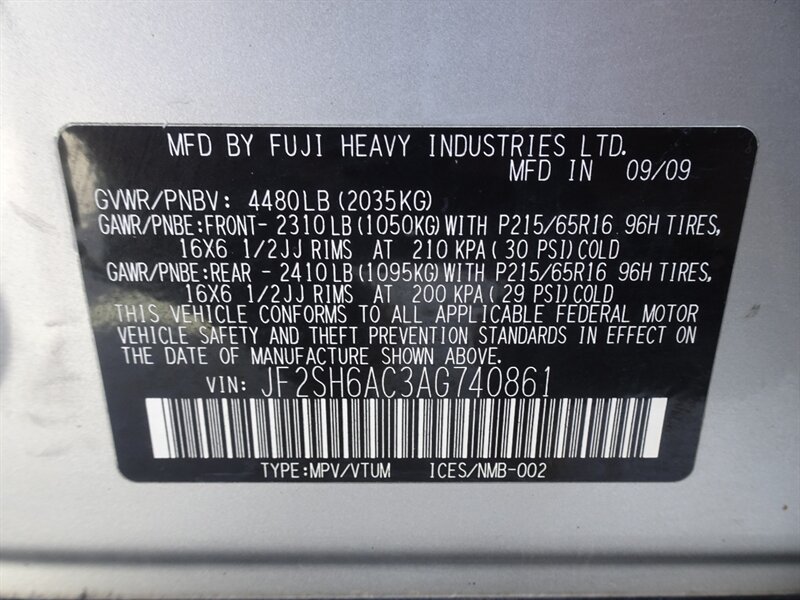 MFD BY FUJI HEAVY INDUSTRIES LTD.
MFD IN 09/09
GVWR/PNBV: 4480LB(2035KG)
GAWR/PNBE:FRONT- 2310LB(1050KG)WITH P215/65R16 96H TIRES,
16X6 1/2JJ RIMS AT 210 KPA(30 PSI)COLD
GAWR/PNBE:REAR - 2410LB(1095KG)WITH P215/65R16 96H TIRES,
16X6 1/2JJ RIMS AT 200 KPA(29 PSI)COLD
THIS VEHICLE CONFORMS TO ALL APPLICABLE FEDERAL MOTOR
VEHICLE SAFETY AND THEFT PREVENTION STANDARDS IN EFFECT ON
THE DATE OF MANUFACTURE SHOWN ABOVE.
VIN: JF2SH6AC3AG740861
TYPE:MPV/VTUM ICES/NMB-002